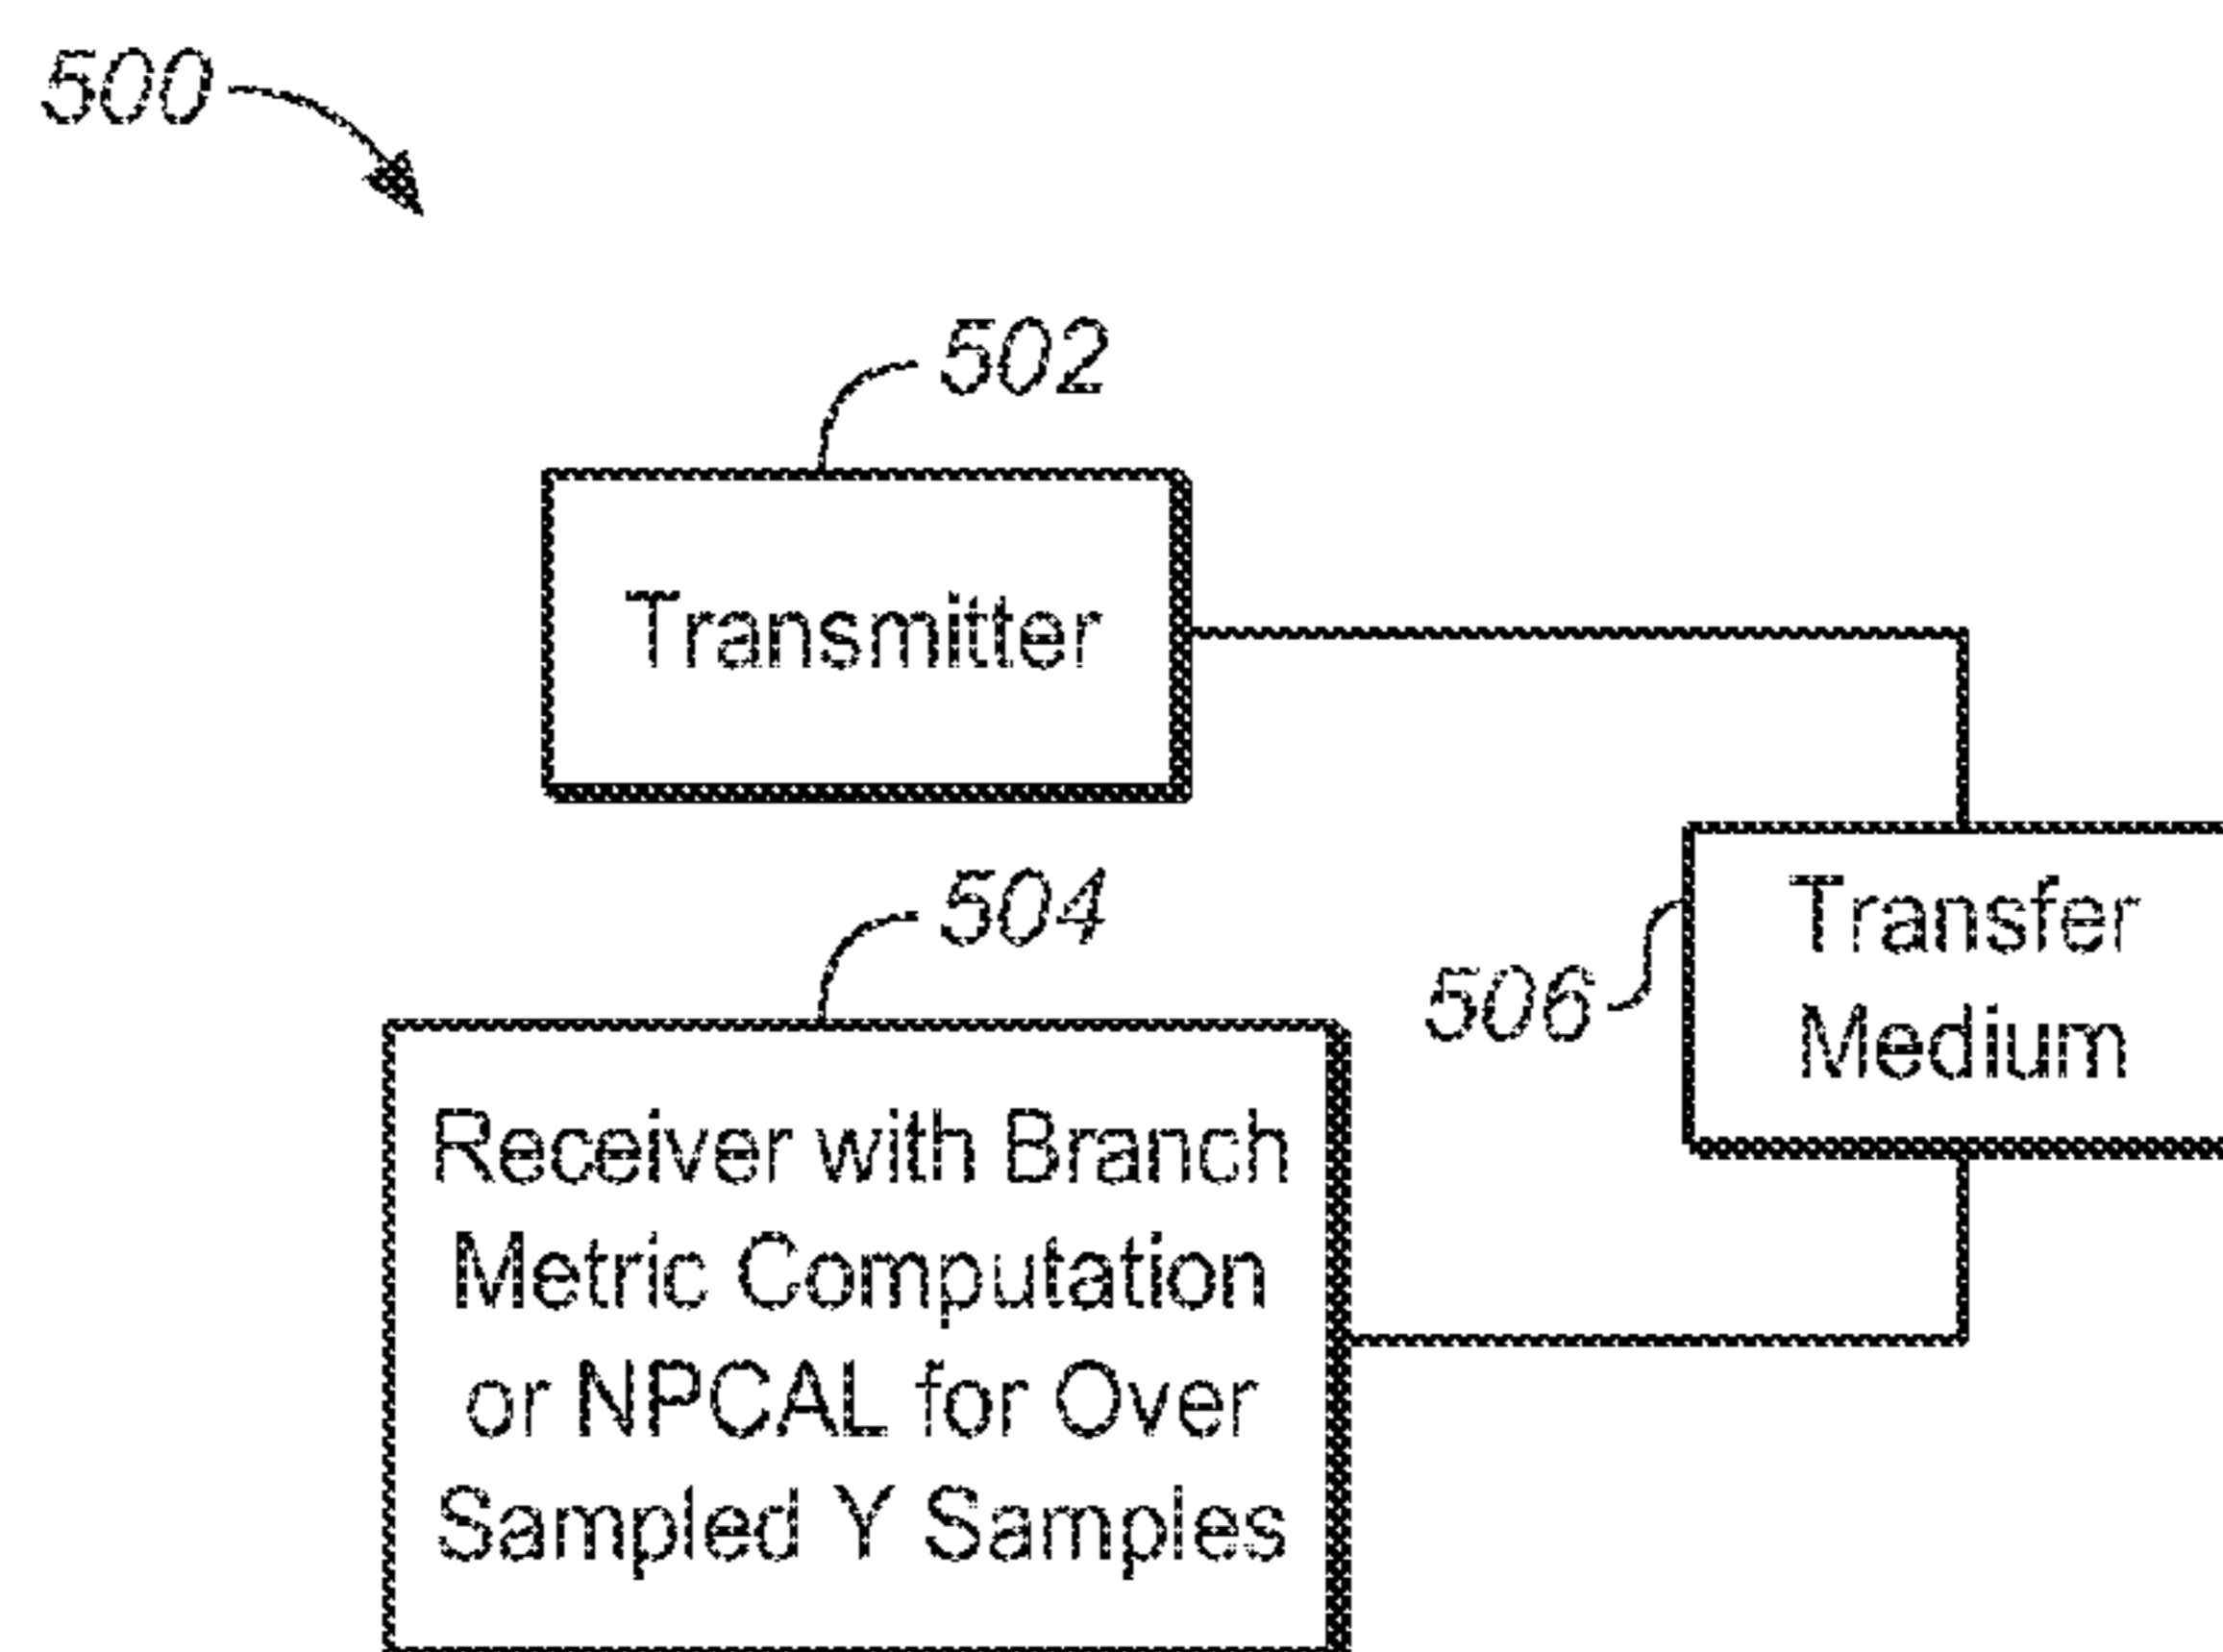 500
502
Transmitter
504
506
Transfer
Medium
Receiver with Branch
Metric Computation
or NPCAL for Over
Sampled Y Samples